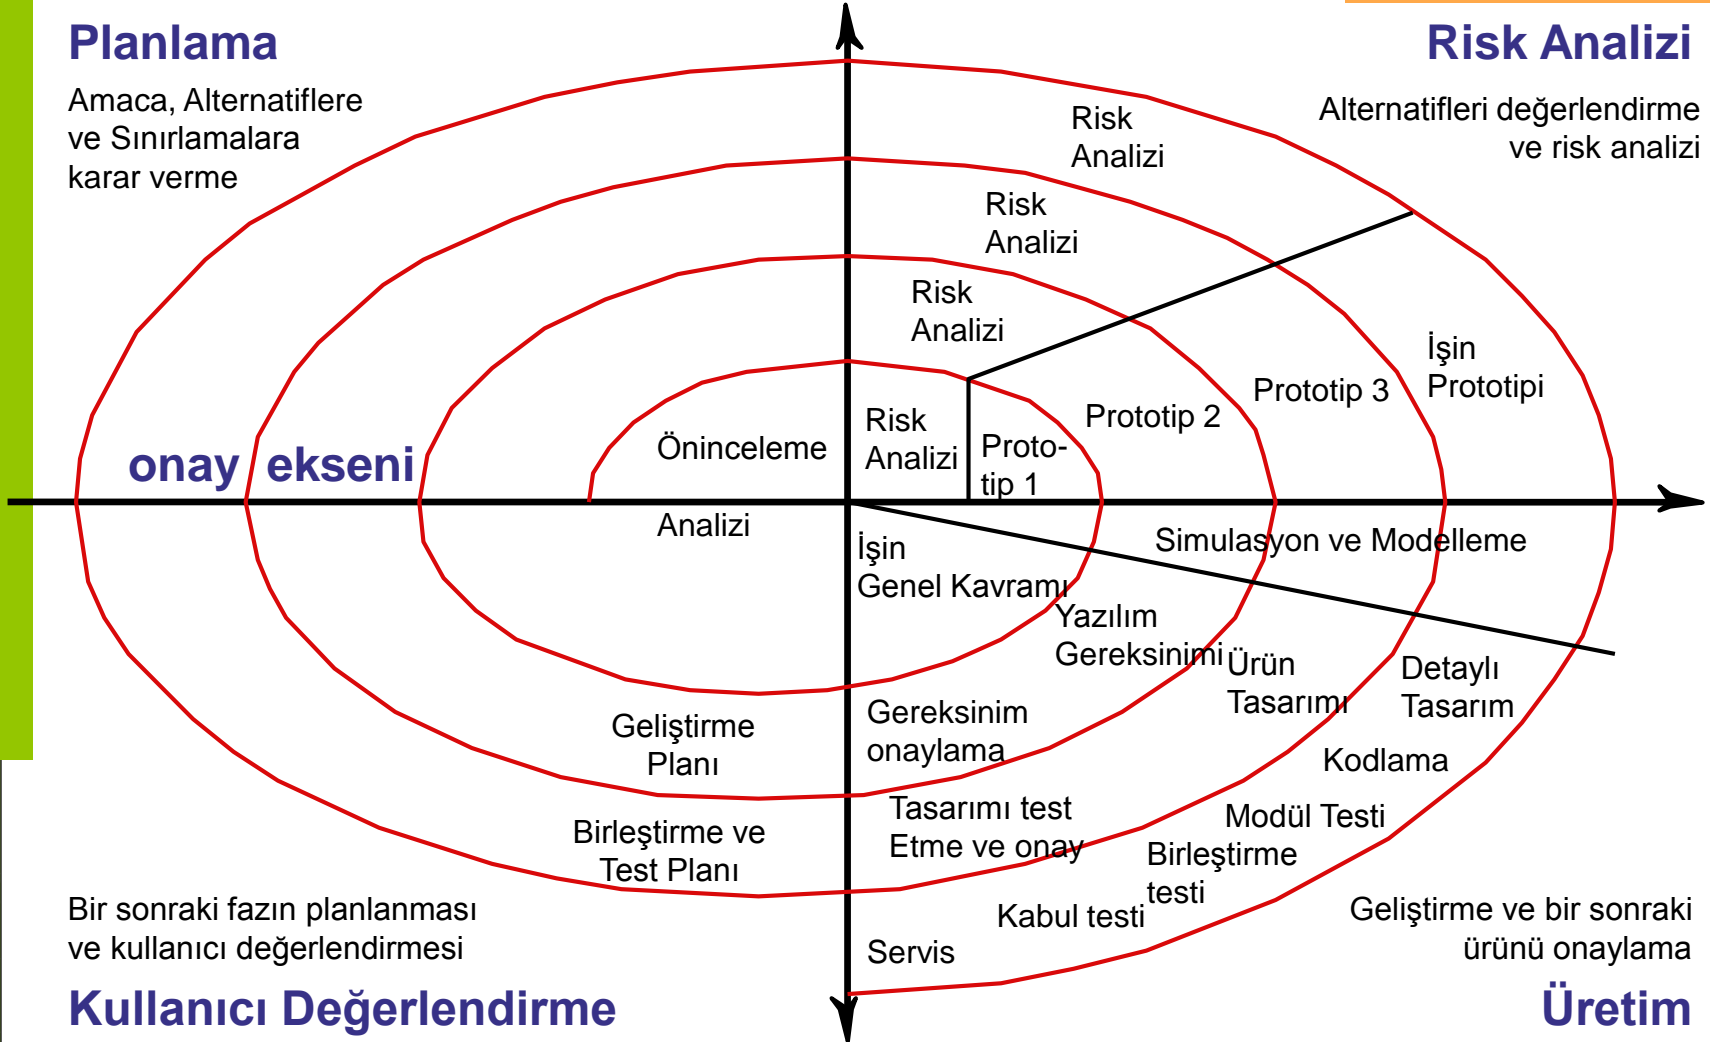 Planlama
Amaca, Alternatiflere
ve Sınırlamalara
karar verme
Risk Analizi
Alternatifleri değerlendirme
ve risk analizi
Risk
Analizi
Risk
Analizi
Risk
Analizi
Risk
Analizi
Proto-
tip 1
Prototip 2
Prototip 3
İşin
Prototipi
onay ekseni
Öninceleme
Analizi
İşin
Genel Kavramı
Simulasyon ve Modelleme
Yazılım
Gereksinimi
Ürün
Tasarımı
Detaylı
Tasarım
Geliştirme
Planı
Gereksinim
onaylama
Kodlama
Birleştirme ve
Test Planı
Tasarımı test
Etme ve onay
Modül Testi
Birleştirme
testi
Kabul testi
Servis
Bir sonraki fazın planlanması
ve kullanıcı değerlendirmesi
Kullanıcı Değerlendirme
Geliştirme ve bir sonraki
ürünü onaylama
Üretim